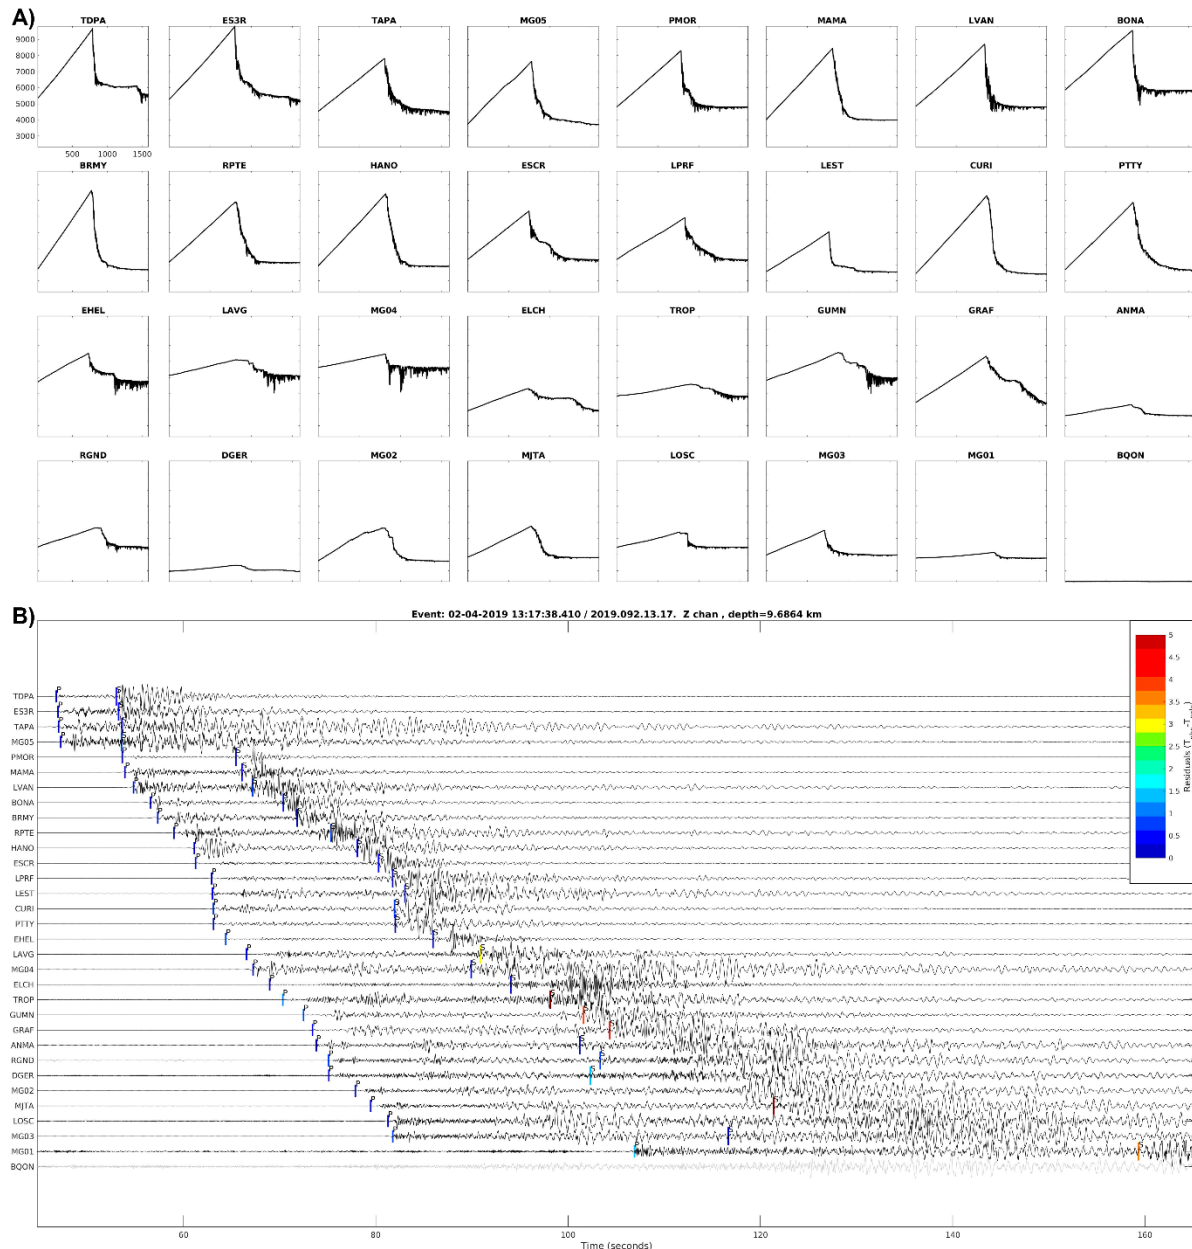 A)
TDPA ES3R TAPA MG05 PMOR MAMA LVAN BONA
9000
8000
7000
6000
5000
4000
3000
500 1000 1500
BRMY RPTE HANO ESCR LPRF LEST CURI PTTY
EHEL LAVG MG04 ELCH TROP GUMN GRAF ANMA
RGND DGER MG02 MJTA LOSC MG03 MG01 BQON
B)
Event: 02-04-2019 13:17:38.410 / 2019.092.13.17. Z chan , depth=9.6864 km
TDPA
ES3R
TAPA
MG05
PMOR
MAMA
LVAN
BONA
BRMY
RPTE
HANO
ESCR
LPRF
LEST
CURI
PTTY
EHEL
LAVG
MG04
ELCH
TROP
GUMN
GRAF
ANMA
RGND
DGER
MG02
MJTA
LOSC
MG03
MG01
BQON
5
4.5
4
3.5
3
2.5
2
1.5
1
0.5
0
Residuals
60 80 100 120 140 160
Time (seconds)